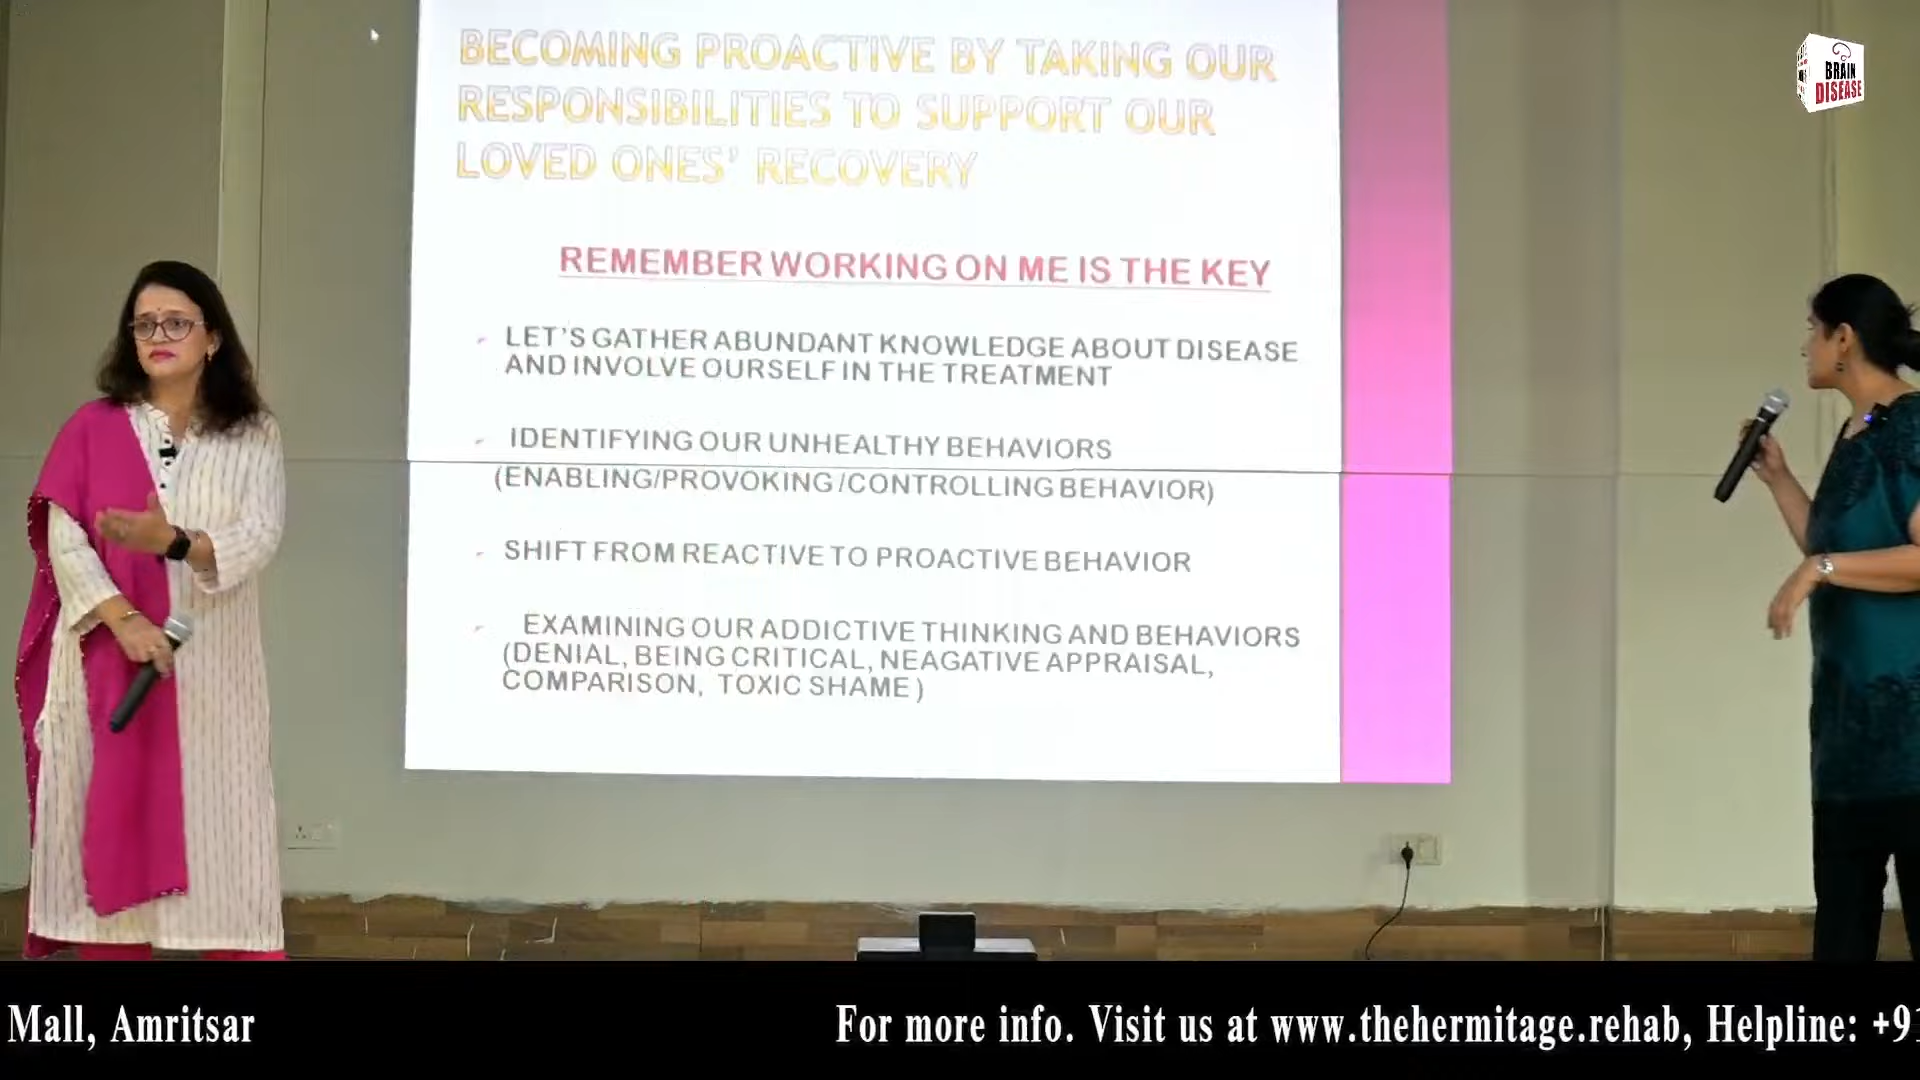 BECOMING PROACTIVE BY TAKING OUR
RESPONSIBILITIES TO SUPPORT OUR
LOVED ONES' RECOVERY
REMEMBER WORKING ON ME IS THE KEY
LET'S GATHER ABUNDANT KNOWLEDGE ABOUT DISEASE
AND INVOLVE OURSELF IN THE TREATMENT
IDENTIFYING OUR UNHEALTHY BEHAVIORS
(ENABLING/PROVOKING /CONTROLLING BEHAVIOR)
SHIFT FROM REACTIVE TO PROACTIVE BEHAVIOR
EXAMINING OUR ADDICTIVE THINKING AND BEHAVIORS
(DENIAL, BEING CRITICAL, NEAGATIVE APPRAISAL,
COMPARISON, TOXIC SHAME )
BRAIN
DISEASE
Mall, Amritsar For more info. Visit us at www.thehermitage.rehab, Helpline: +91